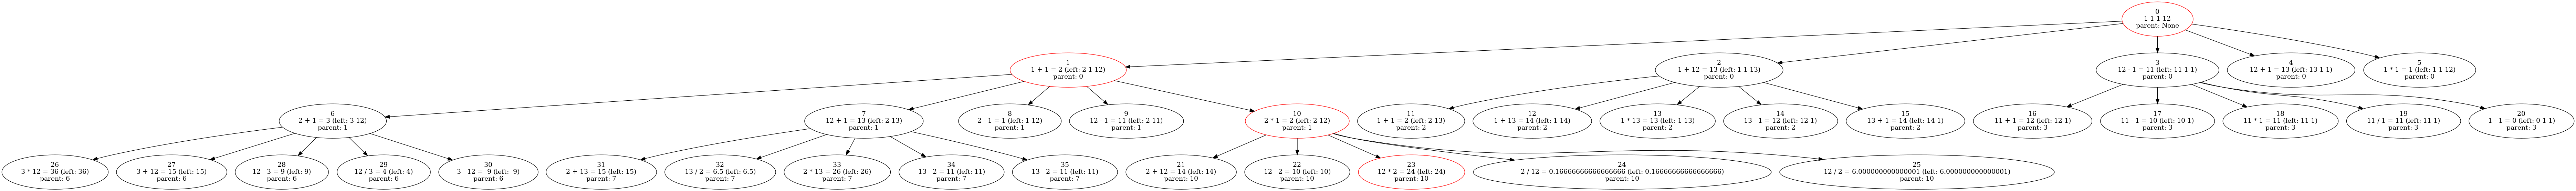 0
1 1 1 12
parent: None
1
1 + 1 = 2 (left: 2 1 12)
parent: 0
2
1 + 12 = 13 (left: 1 1 13)
parent: 0
3
12 - 1 = 11 (left: 11 1 1)
parent: 0
4
12 + 1 = 13 (left: 13 1 1)
parent: 0
5
1 * 1 = 1 (left: 1 1 12)
parent: 0
6
2 + 1 = 3 (left: 3 12)
parent: 1
7
12 + 1 = 13 (left: 2 13)
parent: 1
8
2 - 1 = 1 (left: 1 12)
parent: 1
9
12 - 1 = 11 (left: 2 11)
parent: 1
10
2 * 1 = 2 (left: 2 12)
parent: 1
11
1 + 1 = 2 (left: 2 13)
parent: 2
12
1 + 13 = 14 (left: 1 14)
parent: 2
13
1 * 13 = 13 (left: 1 13)
parent: 2
14
13 - 1 = 12 (left: 12 1)
parent: 2
15
13 + 1 = 14 (left: 14 1)
parent: 2
16
11 + 1 = 12 (left: 12 1)
parent: 3
17
11 - 1 = 10 (left: 10 1)
parent: 3
18
11 * 1 = 11 (left: 11 1)
parent: 3
19
11 / 1 = 11 (left: 11 1)
parent: 3
20
1 - 1 = 0 (left: 0 1 1)
parent: 3
26
3 * 12 = 36 (left: 36)
parent: 6
27
3 + 12 = 15 (left: 15)
parent: 6
28
12 - 3 = 9 (left: 9)
parent: 6
29
12 / 3 = 4 (left: 4)
parent: 6
30
3 - 12 = -9 (left: -9)
parent: 6
31
2 + 13 = 15 (left: 15)
parent: 7
32
13 / 2 = 6.5 (left: 6.5)
parent: 7
33
2 * 13 = 26 (left: 26)
parent: 7
34
13 - 2 = 11 (left: 11)
parent: 7
35
13 - 2 = 11 (left: 11)
parent: 7
21
2 + 12 = 14 (left: 14)
parent: 10
22
12 - 2 = 10 (left: 10)
parent: 10
23
12 * 2 = 24 (left: 24)
parent: 10
24
2 / 12 = 0.16666666666666666 (left: 0.16666666666666666)
parent: 10
25
12 / 2 = 6.000000000000001 (left: 6.000000000000001)
parent: 10